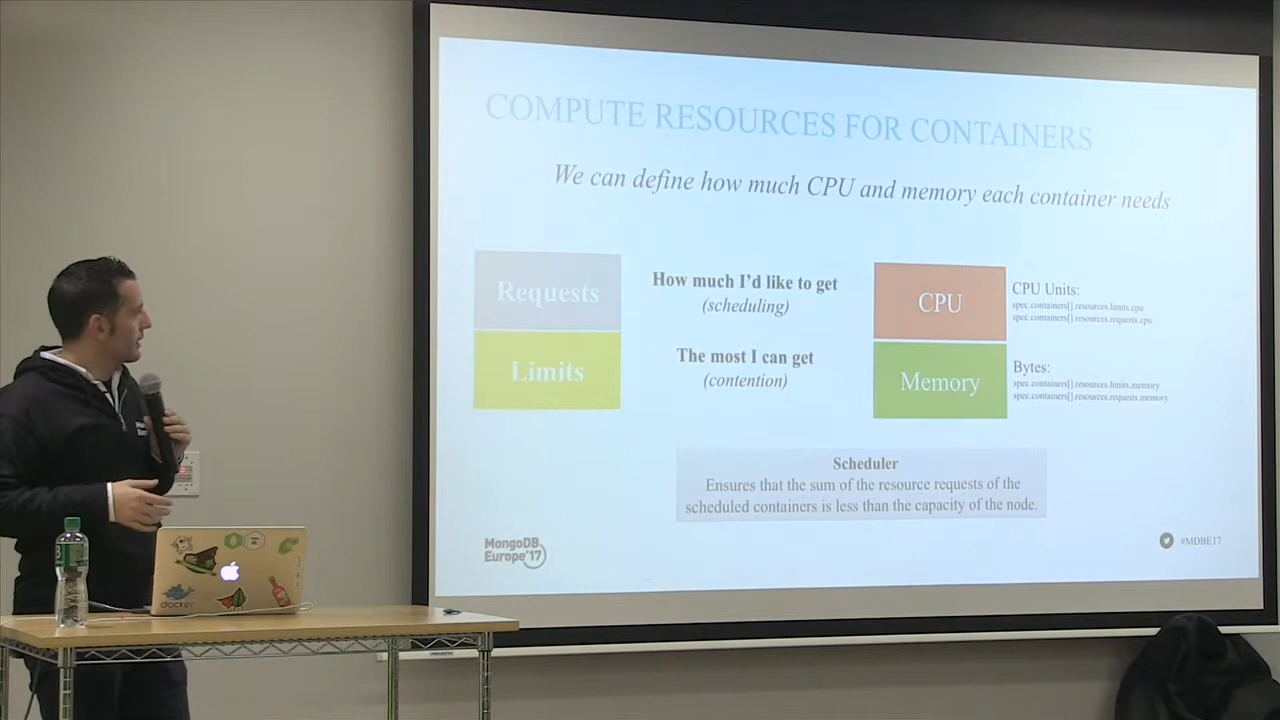 COMPUTE RESOURCES FOR CONTAINERS
We can define how much CPU and memory each container needs
Requests
How much I'd like to get
(scheduling)
Limits
The most I can get
(contention)
CPU
CPU Units:
spec.containers[].resources.limits.cpu
spec.containers[].resources.requests.cpu
Memory
Bytes:
spec.containers[].resources.limits.memory
spec.containers[].resources.requests.memory
Scheduler
Ensures that the sum of the resource requests of the
scheduled containers is less than the capacity of the node.
MongoDB
Europe'17
#MDBE17
docker